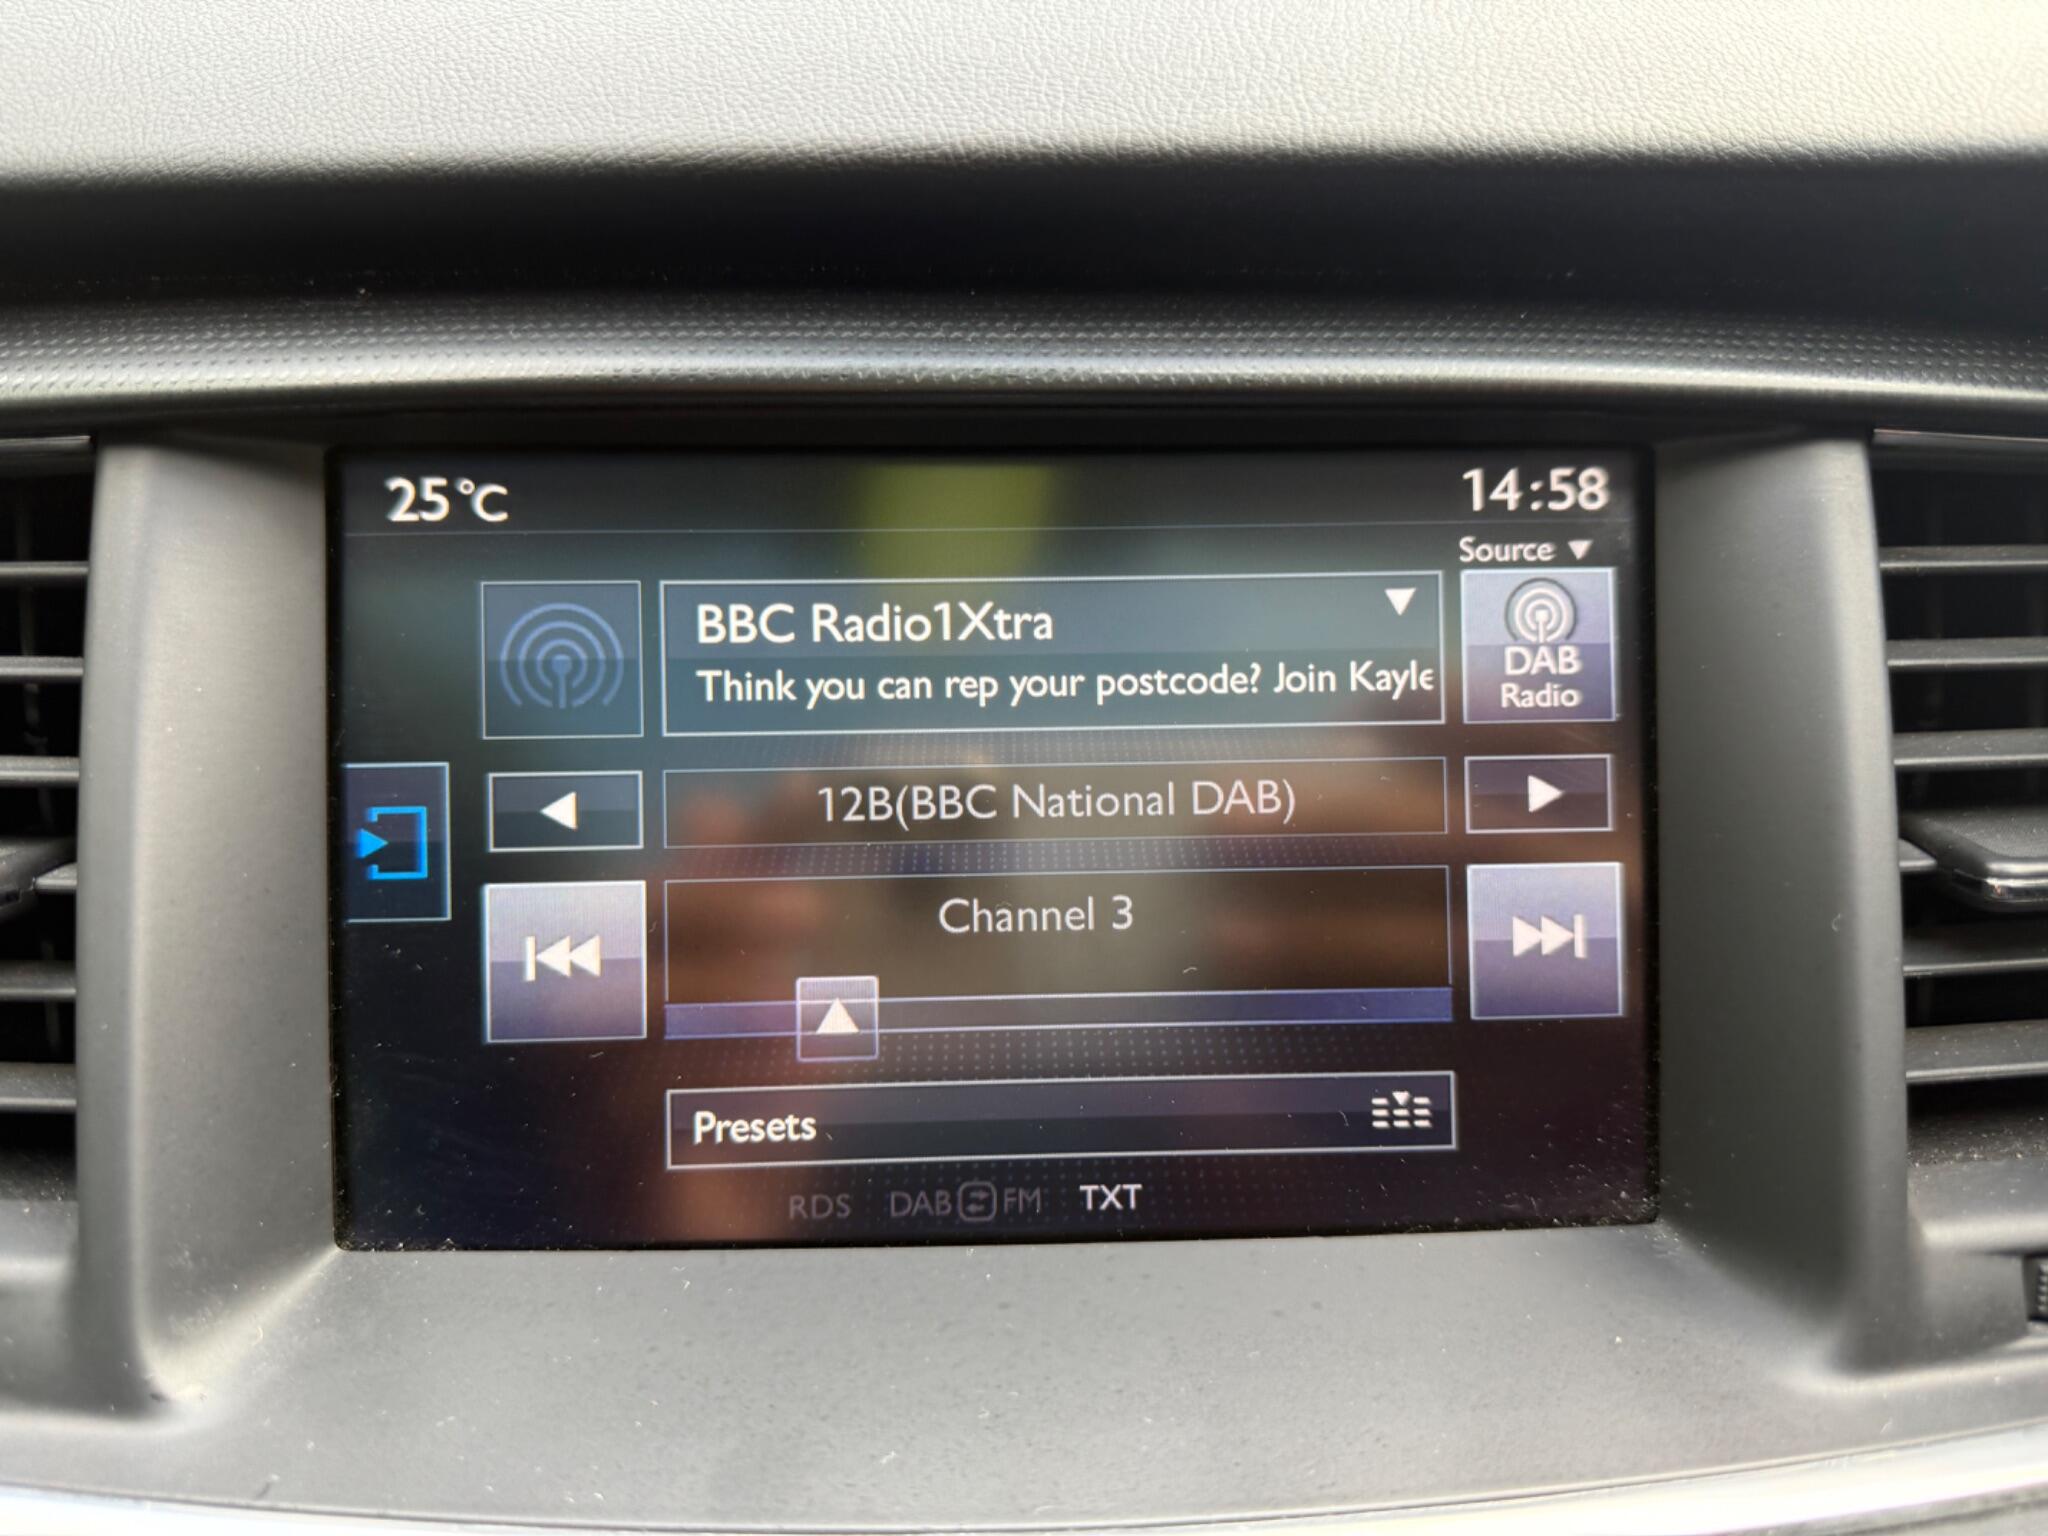 25°C
14:58
Source
BBC Radio1Xtra
Think you can rep your postcode? Join Kayle
DAB
Radio
12B(BBC National DAB)
Channel 3
Presets
RDS DAB FM TXT